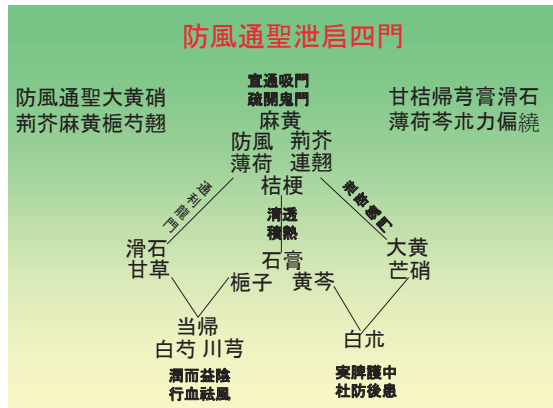 防風通聖泄启四門
防風通聖大黄硝
荊芥麻黄梔芍翹
甘桔帰芎膏滑石
薄荷芩朮力偏繞
宣通吸門
疏開鬼門
麻黄
防風 荊芥
薄荷 連翹
桔梗
通利龍門
清透
積熱
滑石
甘草
石膏
梔子 黄芩
大黄
芒硝
当帰
白芍 川芎
白朮
潤而益陰
行血祛風
実脾護中
杜防後患